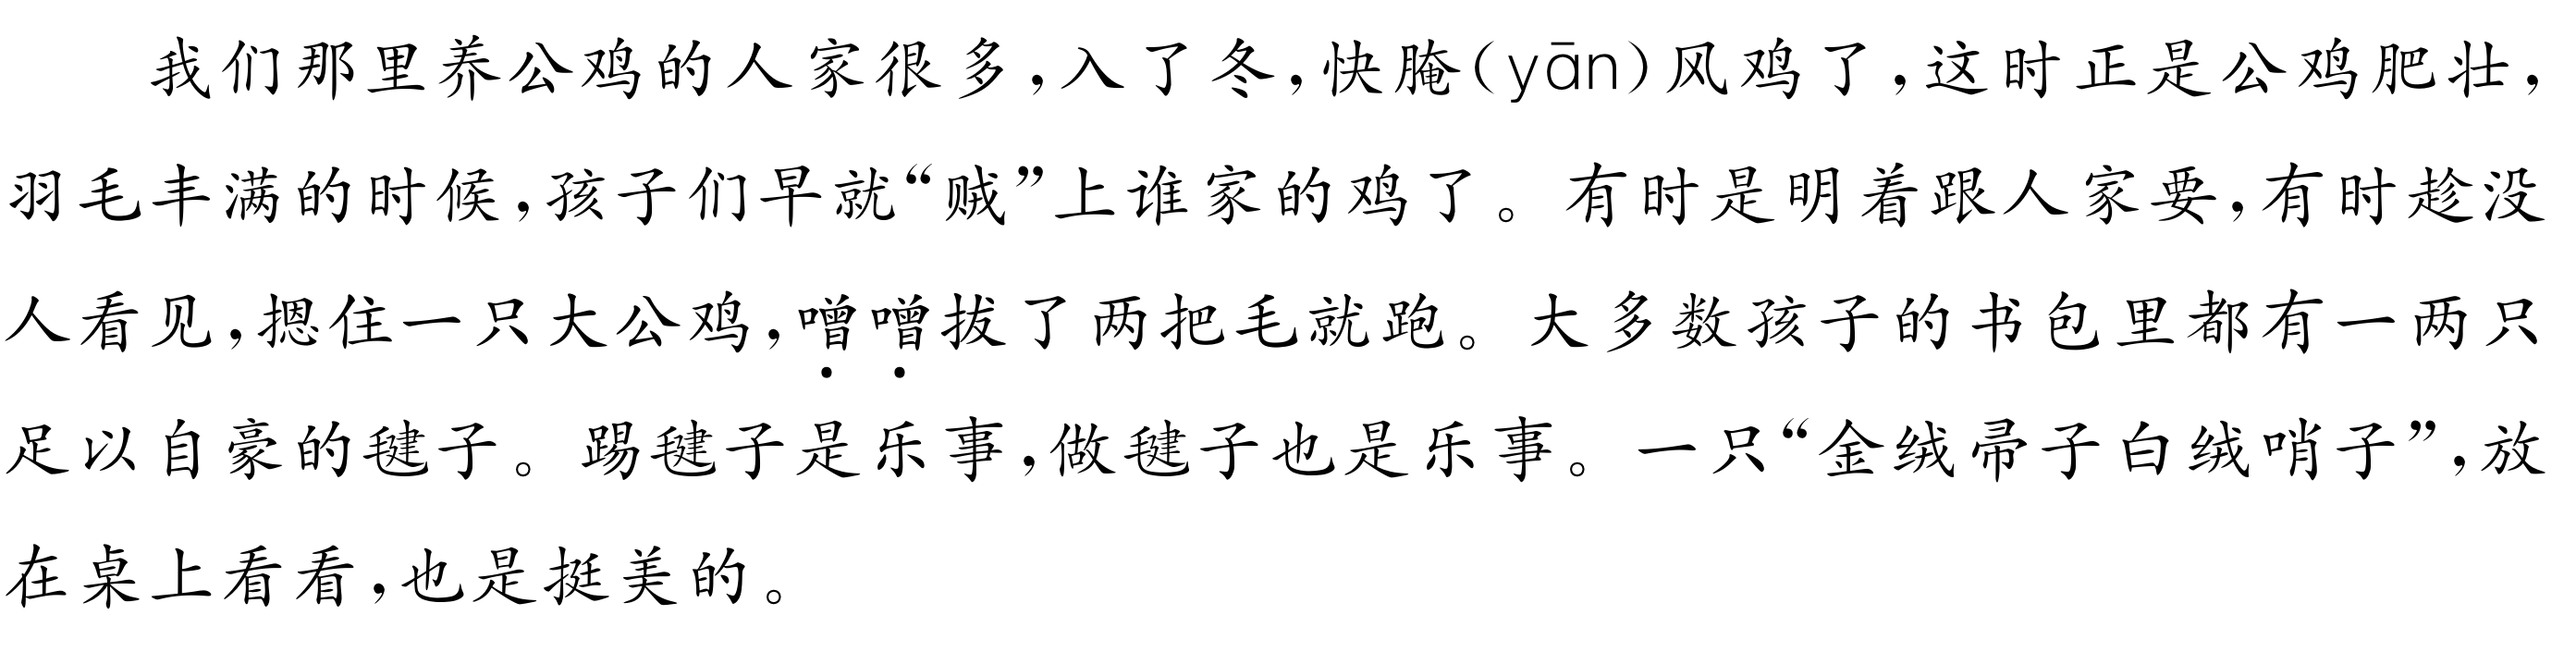 我们那里养公鸡的人家很多,入了冬,快腌(yān)风鸡了,这时正是公鸡肥壮,
羽毛丰满的时候,孩子们早就“贼”上谁家的鸡了。有时是明着跟人家要,有时趁没
人看见,摁住一只大公鸡,噌噌拔了两把毛就跑。大多数孩子的书包里都有一两只
足以自豪的毽子。踢毽子是乐事,做毽子也是乐事。一只“金绒帚子白绒哨子”,放
在桌上看看,也是挺美的。